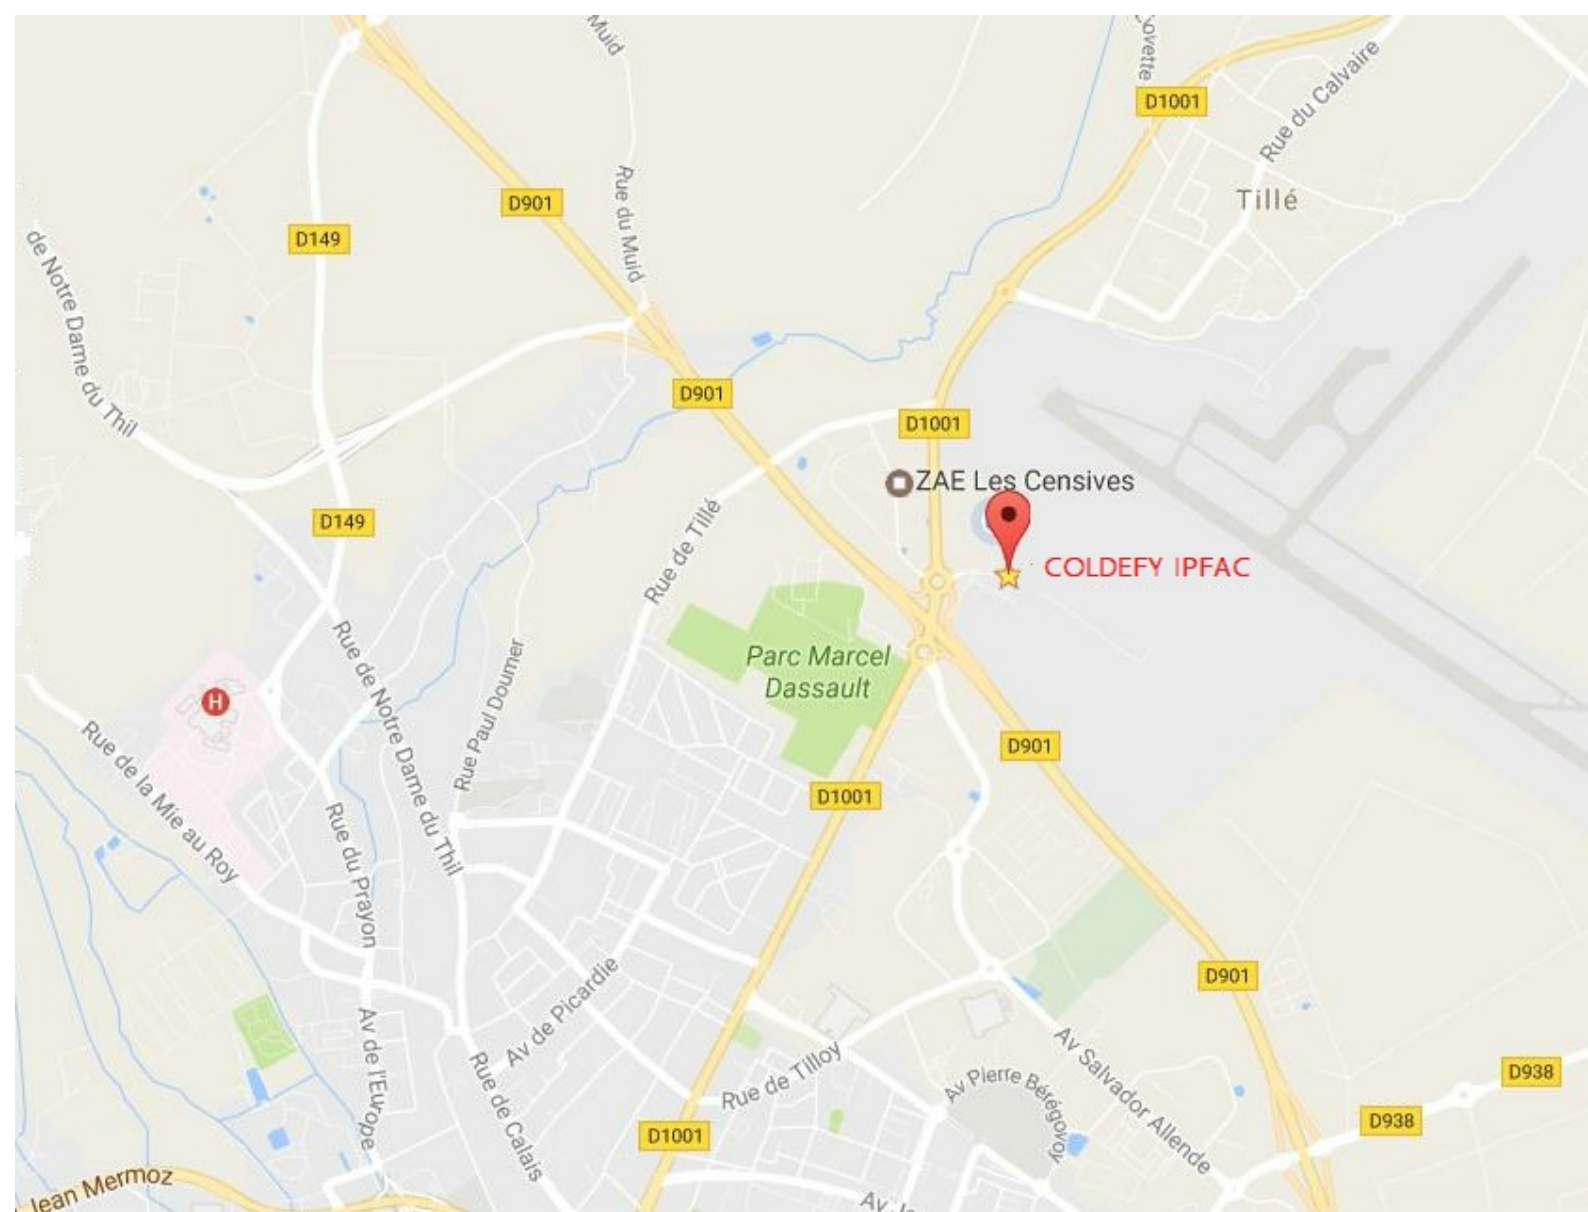 Muid
Covette
D1001
Rue du Calvaire
Tillé
D901
Rue du Muid
D149
de Notre Dame du Thil
D901
D1001
ZAE Les Censives
D149
Rue de Tillé
COLDEFY IPFAC
Parc Marcel
Dassault
Rue de Notre Dame du Thil
Rue Paul Doumer
H
Rue de la Mie au Roy
D901
D1001
Rue du Prayon
Av de Picardie
D901
Av de l'Europe
Rue de Calais
Rue de Tilloy
Av Pierre Bérégovoy
Av Salvador Allende
D938
D938
D1001
Jean Mermoz
Av